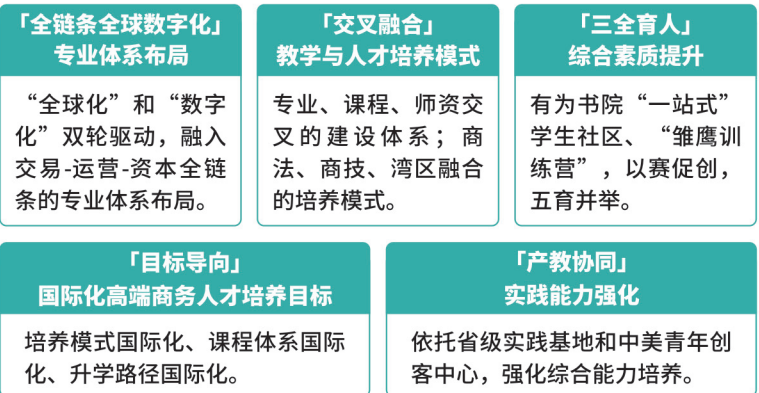 「全链条全球数字化」
专业体系布局
“全球化”和“数字
化”双轮驱动，融入
交易-运营-资本全链
条的专业体系布局。
「交叉融合」
教学与人才培养模式
专业、课程、师资交
叉的建设体系；商
法、商技、湾区融合
的培养模式。
「三全育人」
综合素质提升
有为书院“一站式”
学生社区、“雏鹰训
练营”，以赛促创，
五育并举。
「目标导向」
国际化高端商务人才培养目标
培养模式国际化、课程体系国际
化、升学路径国际化。
「产教协同」
实践能力强化
依托省级实践基地和中美青年创
客中心，强化综合能力培养。